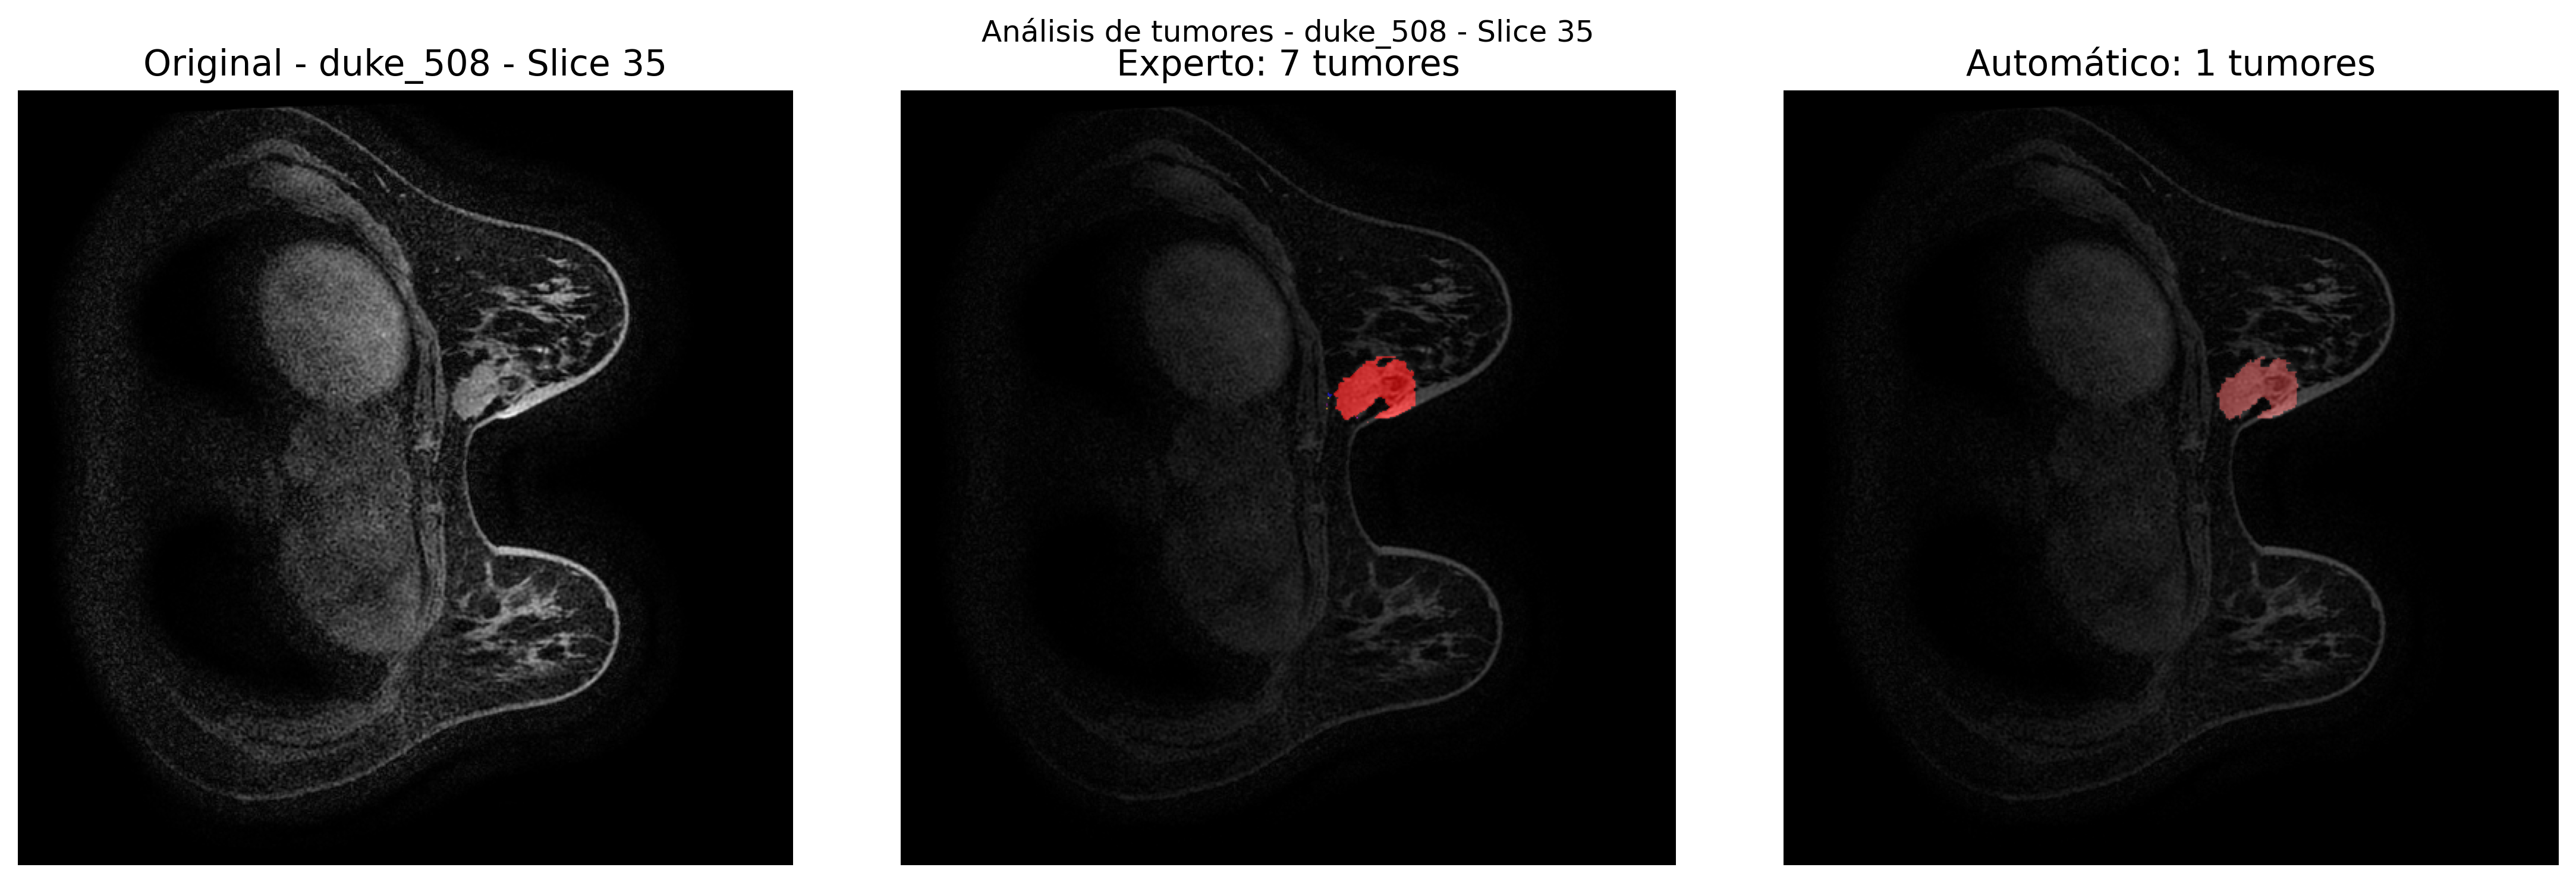 Análisis de tumores - duke_508 - Slice 35
Original - duke_508 - Slice 35
Experto: 7 tumores
Automático: 1 tumores